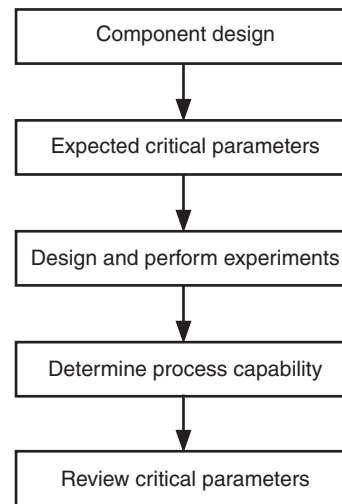 Component design
Expected critical parameters
Design and perform experiments
Determine process capability
Review critical parameters